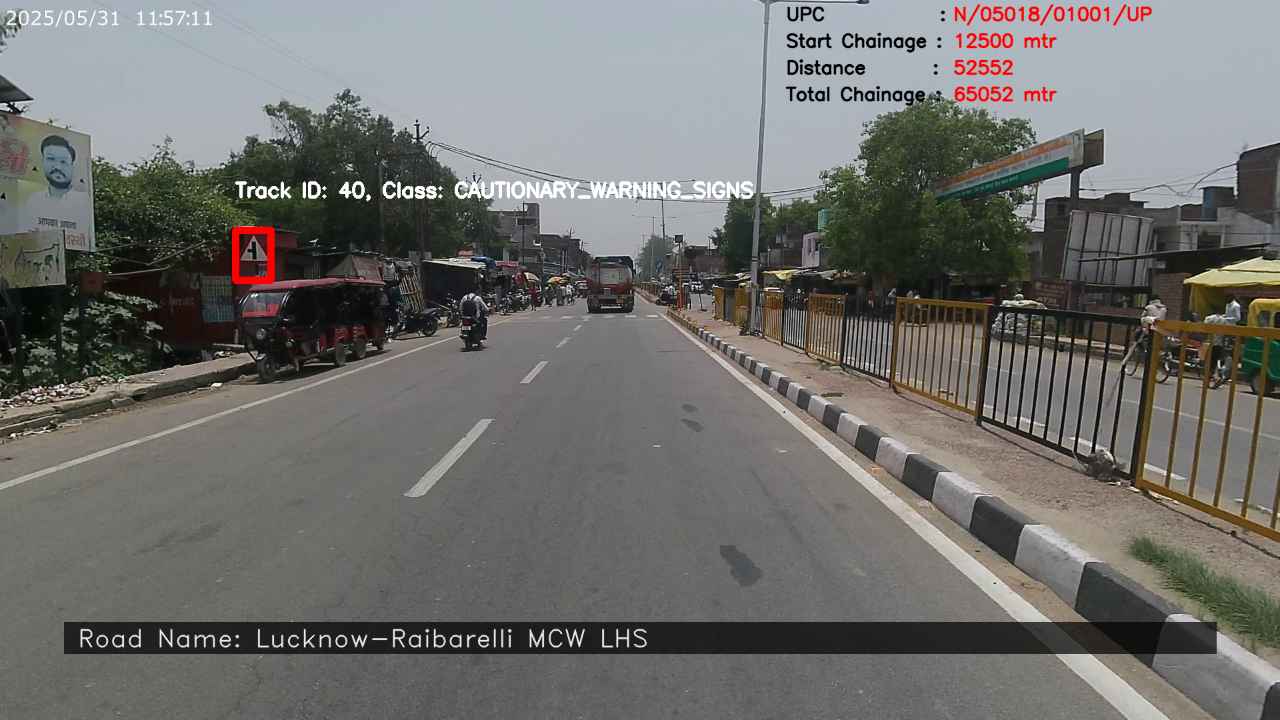 2025/05/31 11:57:11
UPC : N/05018/01001/UP
Start Chainage : 12500 mtr
Distance : 52552
Total Chainage : 65052 mtr
Track ID: 40, Class: CAUTIONARY_WARNING_SIGNS
Road Name: Lucknow-Raibarelli MCW LHS